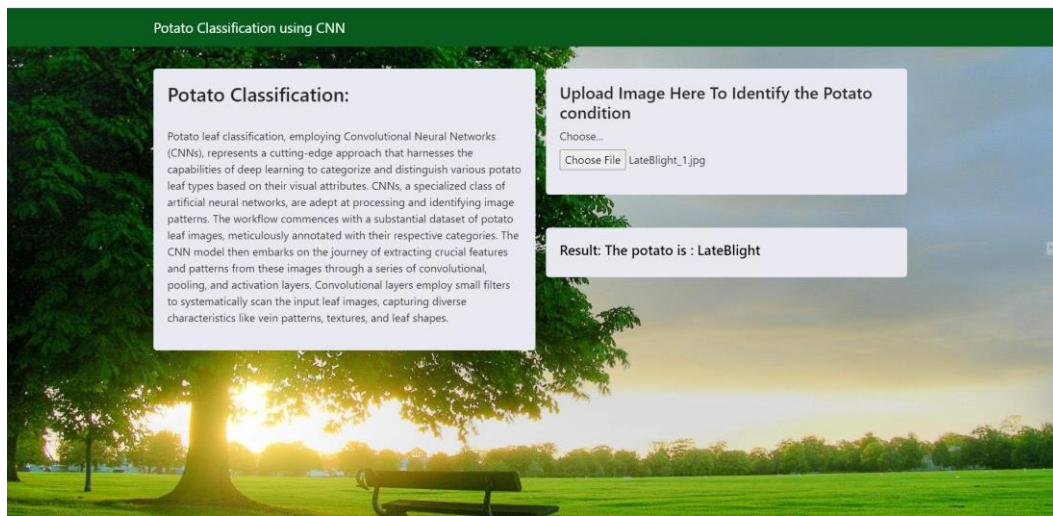 Potato Classification using CNN
Potato Classification:
Potato leaf classification, employing Convolutional Neural Networks
(CNNs), represents a cutting-edge approach that harnesses the
capabilities of deep learning to categorize and distinguish various potato
leaf types based on their visual attributes. CNNs, a specialized class of
artificial neural networks, are adept at processing and identifying image
patterns. The workflow commences with a substantial dataset of potato
leaf images, meticulously annotated with their respective categories. The
CNN model then embarks on the journey of extracting crucial features
and patterns from these images through a series of convolutional,
pooling, and activation layers. Convolutional layers employ small filters
to systematically scan the input leaf images, capturing diverse
characteristics like vein patterns, textures, and leaf shapes.
Upload Image Here To Identify the Potato
condition
Choose...
Choose File LateBlight_1.jpg
Result: The potato is : LateBlight